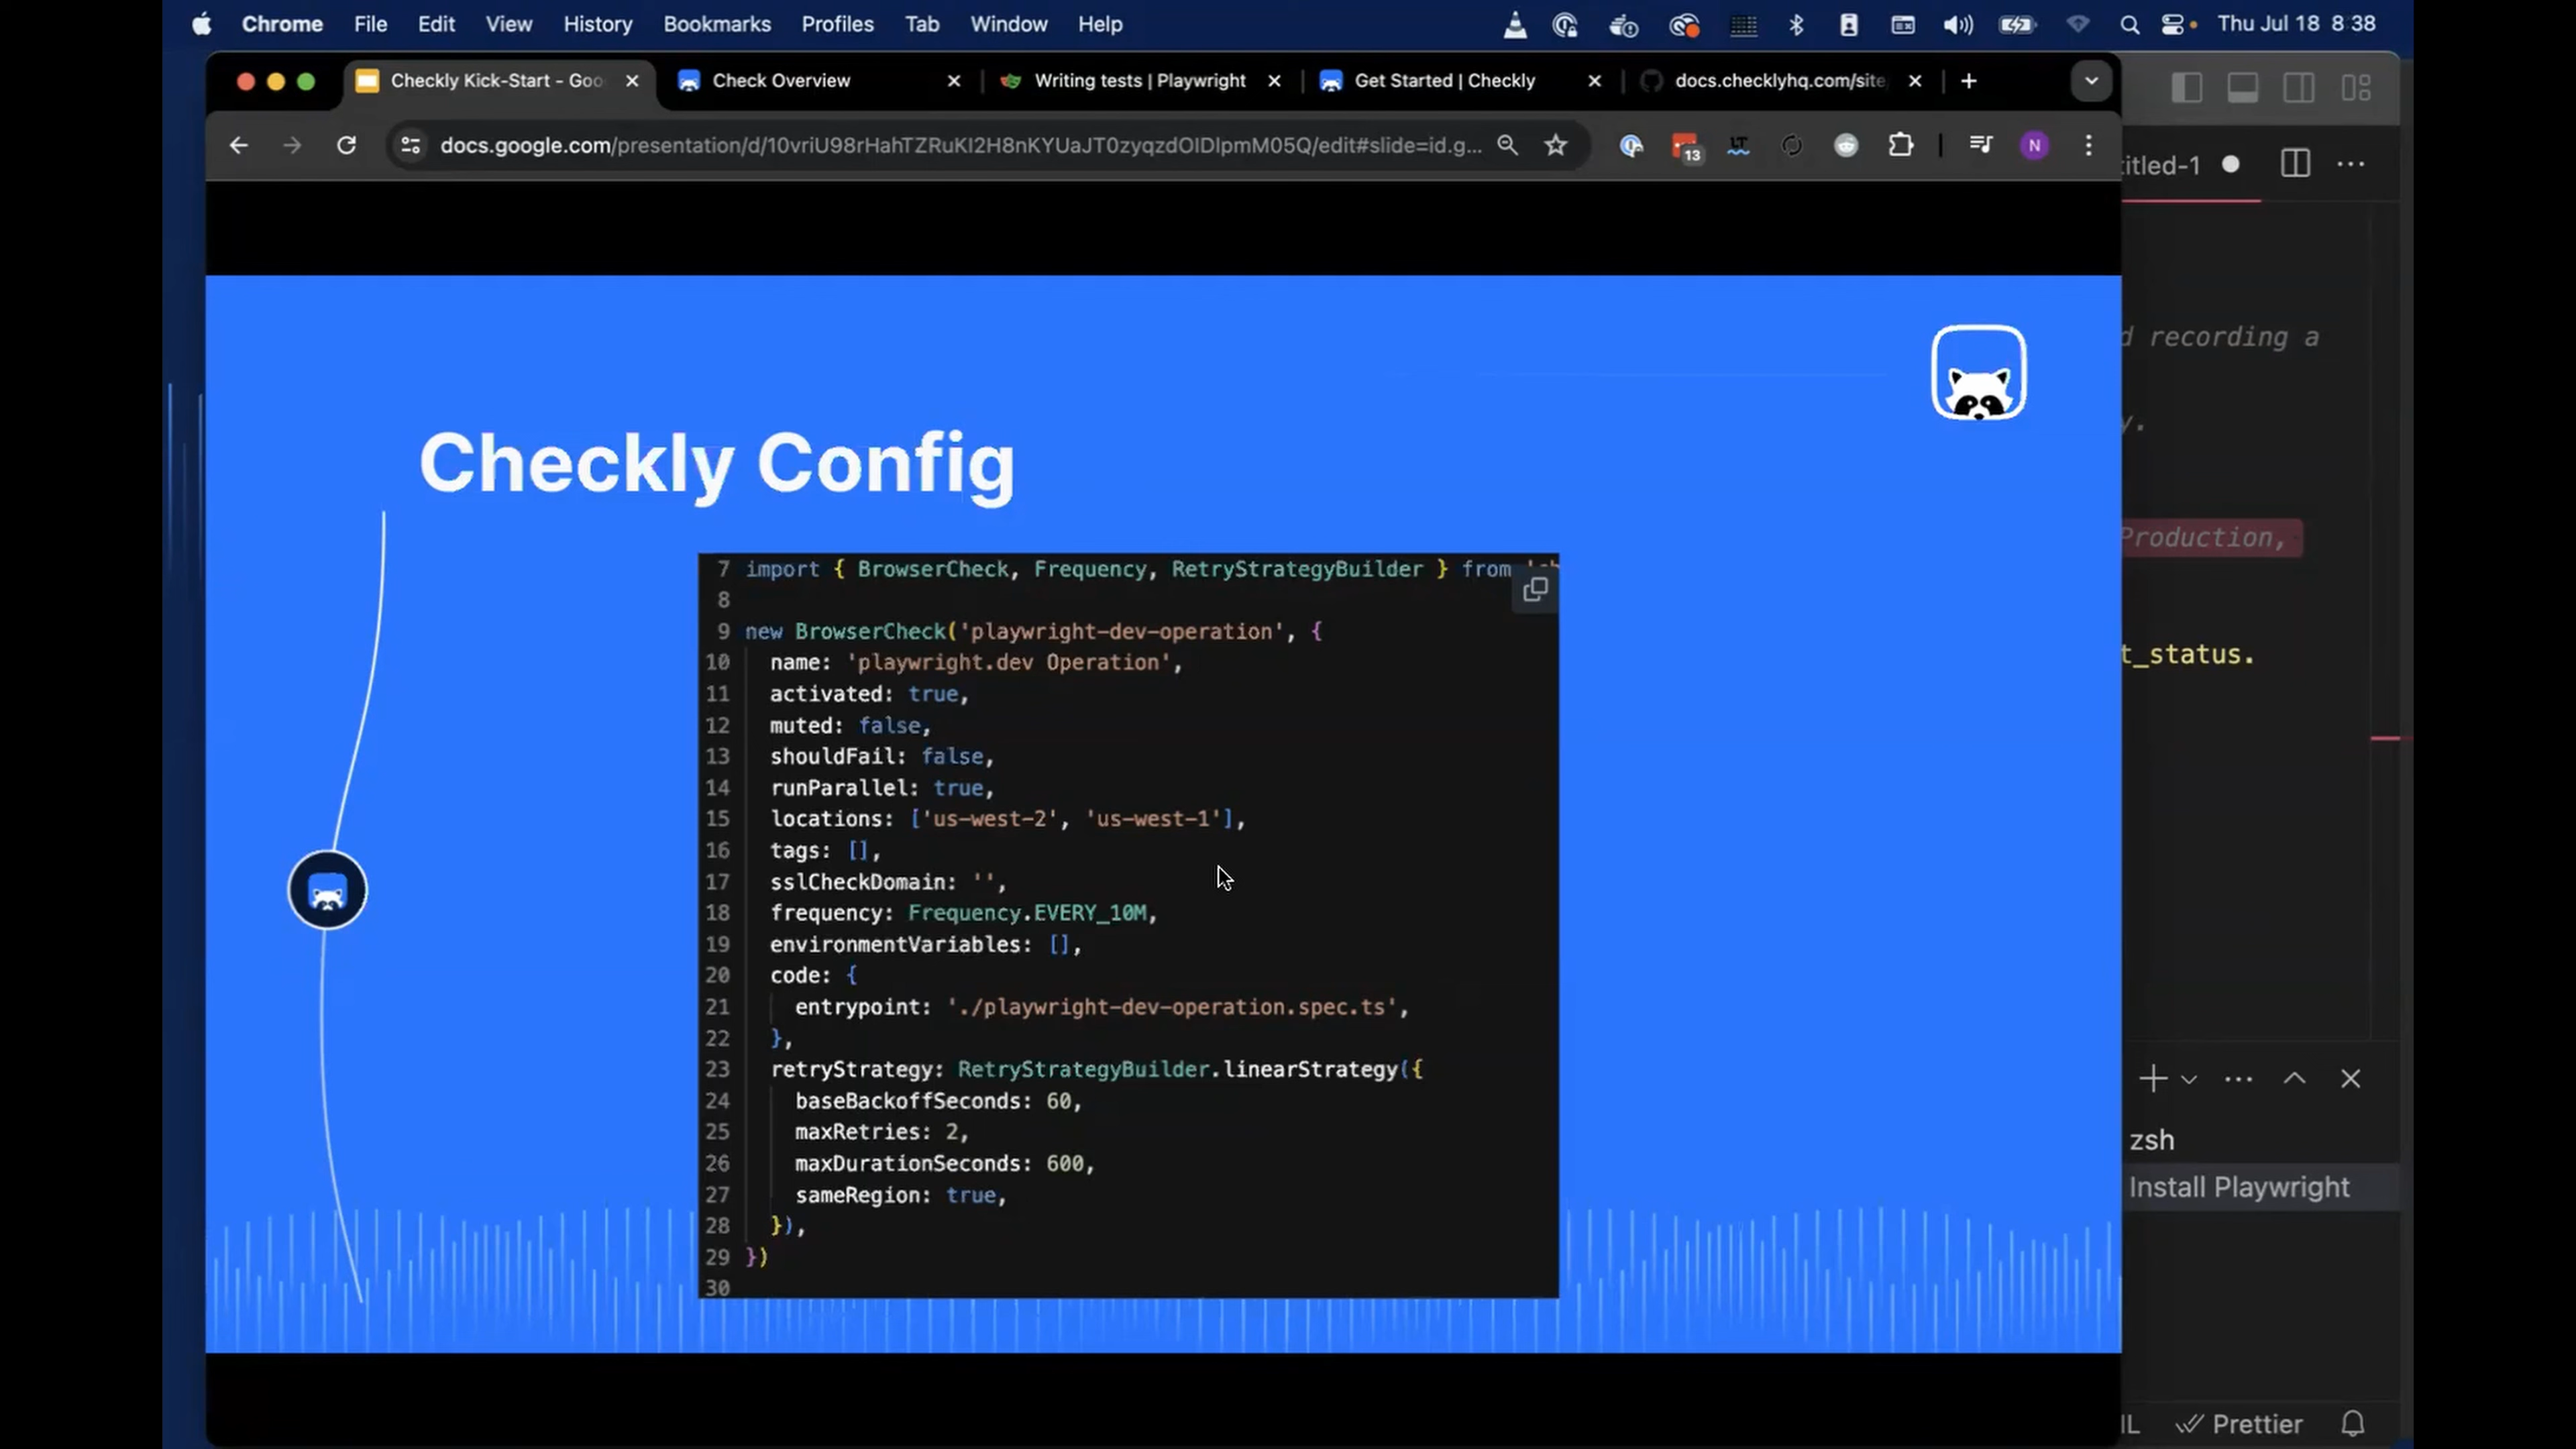 Chrome File Edit View History Bookmarks Profiles Tab Window Help Thu Jul 18 8:38
Checkly Kick-Start - Goo Check Overview Writing tests | Playwright Get Started | Checkly docs.checklyhq.com/site
docs.google.com/presentation/d/10vriU98rHahTZRuKI2H8nKYUaJT0zyqzdOIDIpmM05Q/edit#slide=id.g... 13 LT N
itled-1
d recording a
y.
Production,
t_status.
Checkly Config
7 import { BrowserCheck, Frequency, RetryStrategyBuilder } from 'ch
8
9 new BrowserCheck('playwright-dev-operation', {
10 name: 'playwright.dev Operation',
11 activated: true,
12 muted: false,
13 shouldFail: false,
14 runParallel: true,
15 locations: ['us-west-2', 'us-west-1'],
16 tags: [],
17 sslCheckDomain: '',
18 frequency: Frequency.EVERY_10M,
19 environmentVariables: [],
20 code: {
21 entrypoint: './playwright-dev-operation.spec.ts',
22 },
23 retryStrategy: RetryStrategyBuilder.linearStrategy({
24 baseBackoffSeconds: 60,
25 maxRetries: 2,
26 maxDurationSeconds: 600,
27 sameRegion: true,
28 }),
29 })
30
zsh
Install Playwright
Prettier